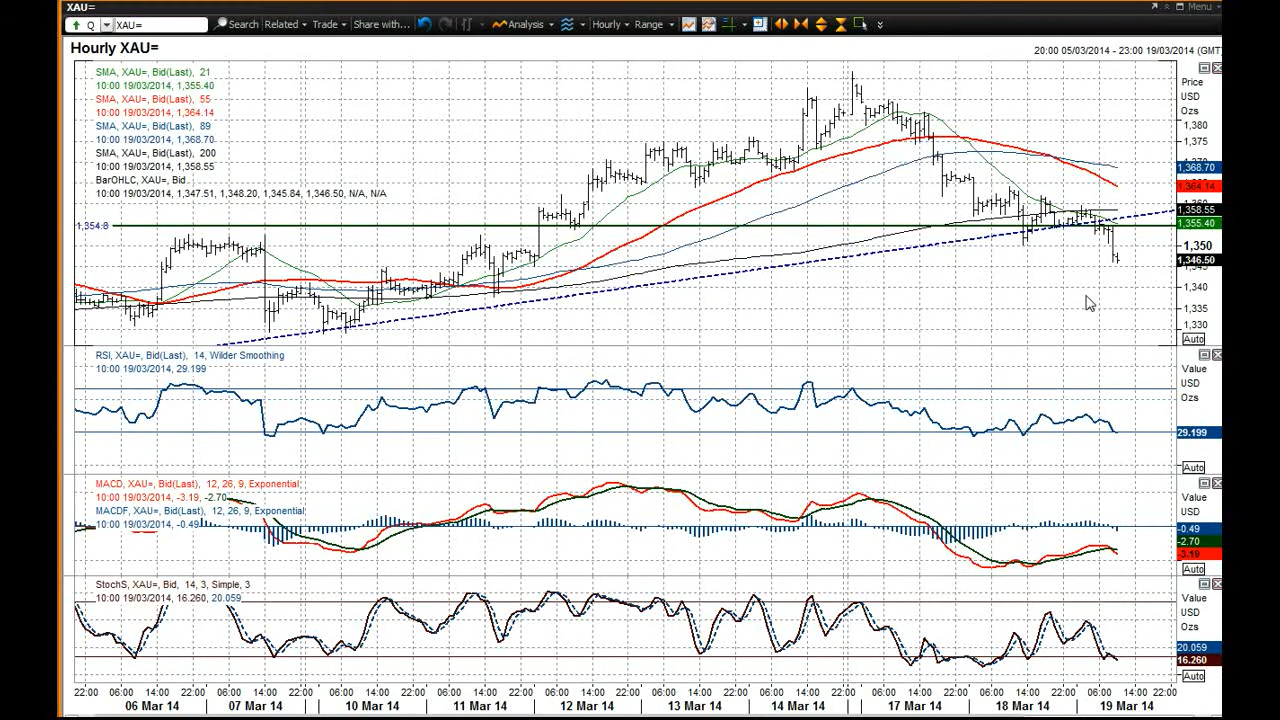 XAU=
Menu
Q XAU= Search Related Trade Share with... Analysis Hourly Range
Hourly XAU=
20:00 05/03/2014 - 23:00 19/03/2014 (GMT)
SMA, XAU=, Bid(Last), 21
10:00 19/03/2014, 1,355.40
SMA, XAU=, Bid(Last), 55
10:00 19/03/2014, 1,364.14
SMA, XAU=, Bid(Last), 89
10:00 19/03/2014, 1,368.70
SMA, XAU=, Bid(Last), 200
10:00 19/03/2014, 1,358.55
BarOHLC, XAU=, Bid
10:00 19/03/2014, 1,347.51, 1,348.20, 1,345.84, 1,346.50, N/A, N/A
1,354.8
Price
USD
Ozs
1,380
1,375
1,368.70
1,364.14
1,358.55
1,355.40
1,350
1,346.50
1,345
1,340
1,335
1,330
Auto
RSI, XAU=, Bid(Last), 14, Wilder Smoothing
10:00 19/03/2014, 29.199
Value
USD
Ozs
29.199
Auto
MACD, XAU=, Bid(Last), 12, 26, 9, Exponential
10:00 19/03/2014, -3.19, -2.70
MACDF, XAU=, Bid(Last), 12, 26, 9, Exponential
10:00 19/03/2014, -0.49
Value
USD
Ozs
-0.49
-2.70
-3.19
Auto
StochS, XAU=, Bid, 14, 3, Simple, 3
10:00 19/03/2014, 16.260, 20.059
Value
USD
Ozs
20.059
16.260
Auto
22:00 06:00 14:00 22:00 06:00 14:00 22:00 06:00 14:00 22:00 06:00 14:00 22:00 06:00 14:00 22:00 06:00 14:00 22:00 06:00 14:00 22:00 06:00 14:00 22:00 06:00 14:00 22:00
06 Mar 14 07 Mar 14 10 Mar 14 11 Mar 14 12 Mar 14 13 Mar 14 14 Mar 14 17 Mar 14 18 Mar 14 19 Mar 14